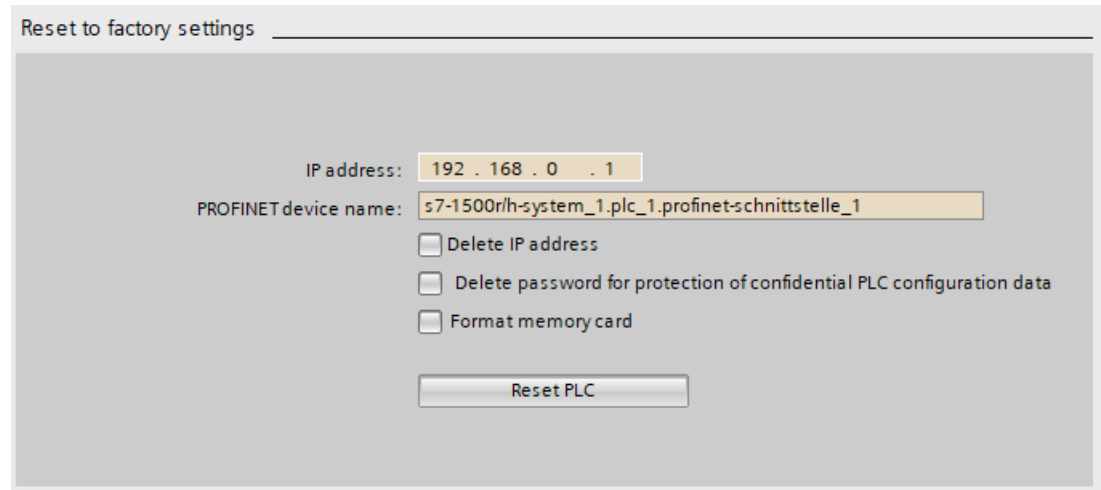 Reset to factory settings
IP address: 192 . 168 . 0 . 1
PROFINET device name: s7-1500r/h-system_1.plc_1.profinet-schnittstelle_1
Delete IP address
Delete password for protection of confidential PLC configuration data
Format memory card
Reset PLC